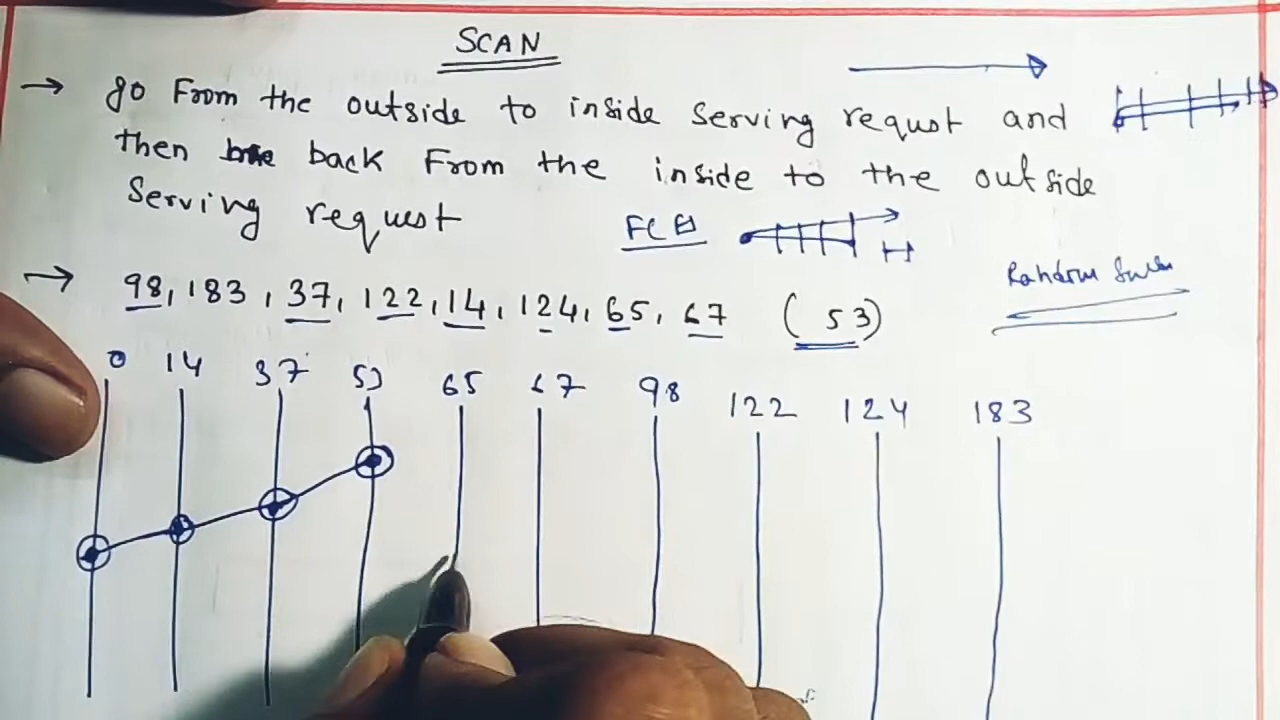 SCAN
→ go From the outside to inside serving requst and
then back From the inside to the outside
Serving request
→ 98, 183, 37, 122, 14, 124, 65, 67 (53)
0 14 37 53 65 67 98 122 124 183